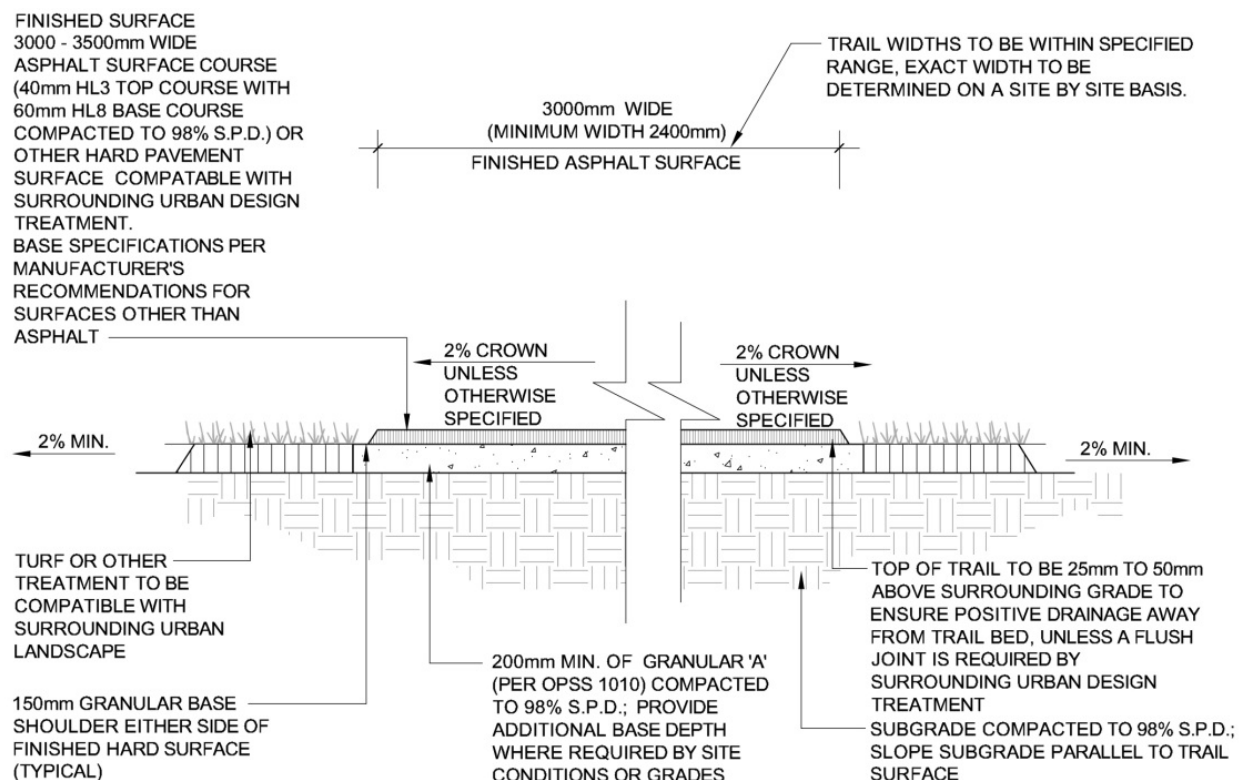 FINISHED SURFACE
3000 - 3500mm WIDE
ASPHALT SURFACE COURSE
(40mm HL3 TOP COURSE WITH
60mm HL8 BASE COURSE
COMPACTED TO 98% S.P.D.) OR
OTHER HARD PAVEMENT
SURFACE COMPATABLE WITH
SURROUNDING URBAN DESIGN
TREATMENT.
BASE SPECIFICATIONS PER
MANUFACTURER'S
RECOMMENDATIONS FOR
SURFACES OTHER THAN
ASPHALT
3000mm WIDE
(MINIMUM WIDTH 2400mm)
FINISHED ASPHALT SURFACE
TRAIL WIDTHS TO BE WITHIN SPECIFIED
RANGE, EXACT WIDTH TO BE
DETERMINED ON A SITE BY SITE BASIS.
2% CROWN
UNLESS
OTHERWISE
SPECIFIED
2% CROWN
UNLESS
OTHERWISE
SPECIFIED
2% MIN.
2% MIN.
TURF OR OTHER
TREATMENT TO BE
COMPATIBLE WITH
SURROUNDING URBAN
LANDSCAPE
150mm GRANULAR BASE
SHOULDER EITHER SIDE OF
FINISHED HARD SURFACE
(TYPICAL)
200mm MIN. OF GRANULAR 'A'
(PER OPSS 1010) COMPACTED
TO 98% S.P.D.; PROVIDE
ADDITIONAL BASE DEPTH
WHERE REQUIRED BY SITE
CONDITIONS OR GRADES
TOP OF TRAIL TO BE 25mm TO 50mm
ABOVE SURROUNDING GRADE TO
ENSURE POSITIVE DRAINAGE AWAY
FROM TRAIL BED, UNLESS A FLUSH
JOINT IS REQUIRED BY
SURROUNDING URBAN DESIGN
TREATMENT
SUBGRADE COMPACTED TO 98% S.P.D.;
SLOPE SUBGRADE PARALLEL TO TRAIL
SURFACE